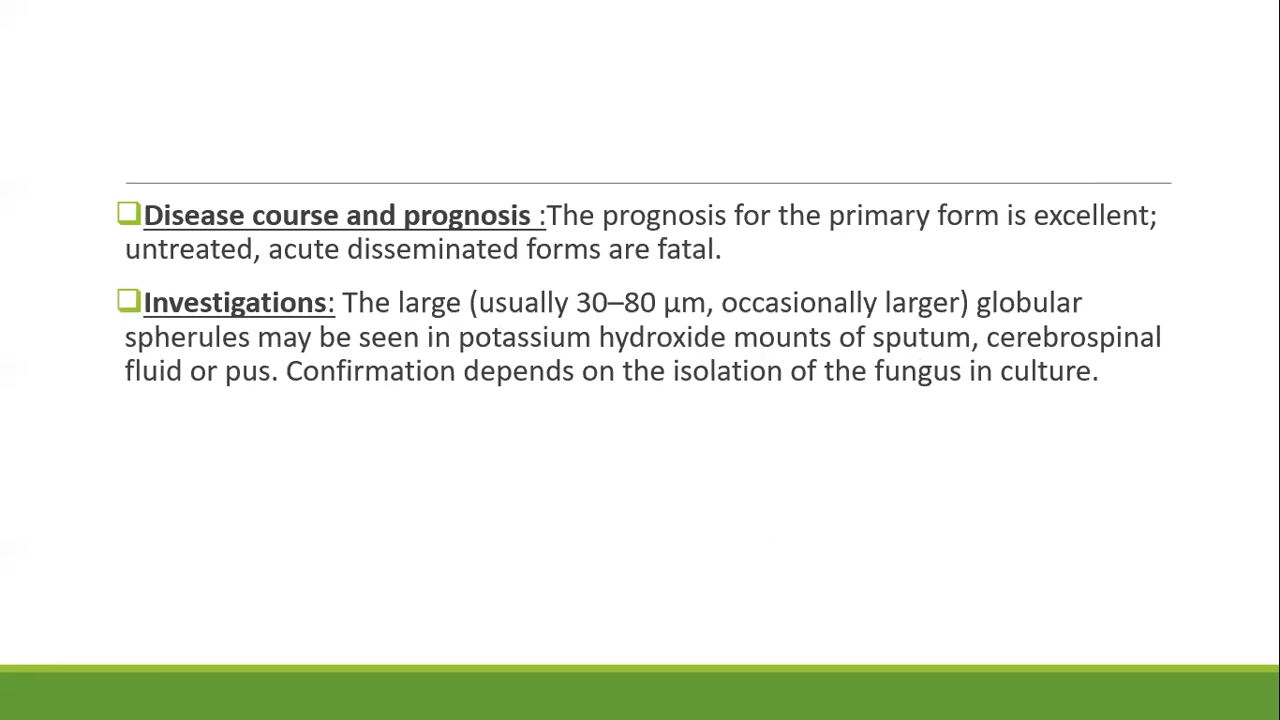 Disease course and prognosis :The prognosis for the primary form is excellent;
untreated, acute disseminated forms are fatal.
Investigations: The large (usually 30–80 μm, occasionally larger) globular
spherules may be seen in potassium hydroxide mounts of sputum, cerebrospinal
fluid or pus. Confirmation depends on the isolation of the fungus in culture.